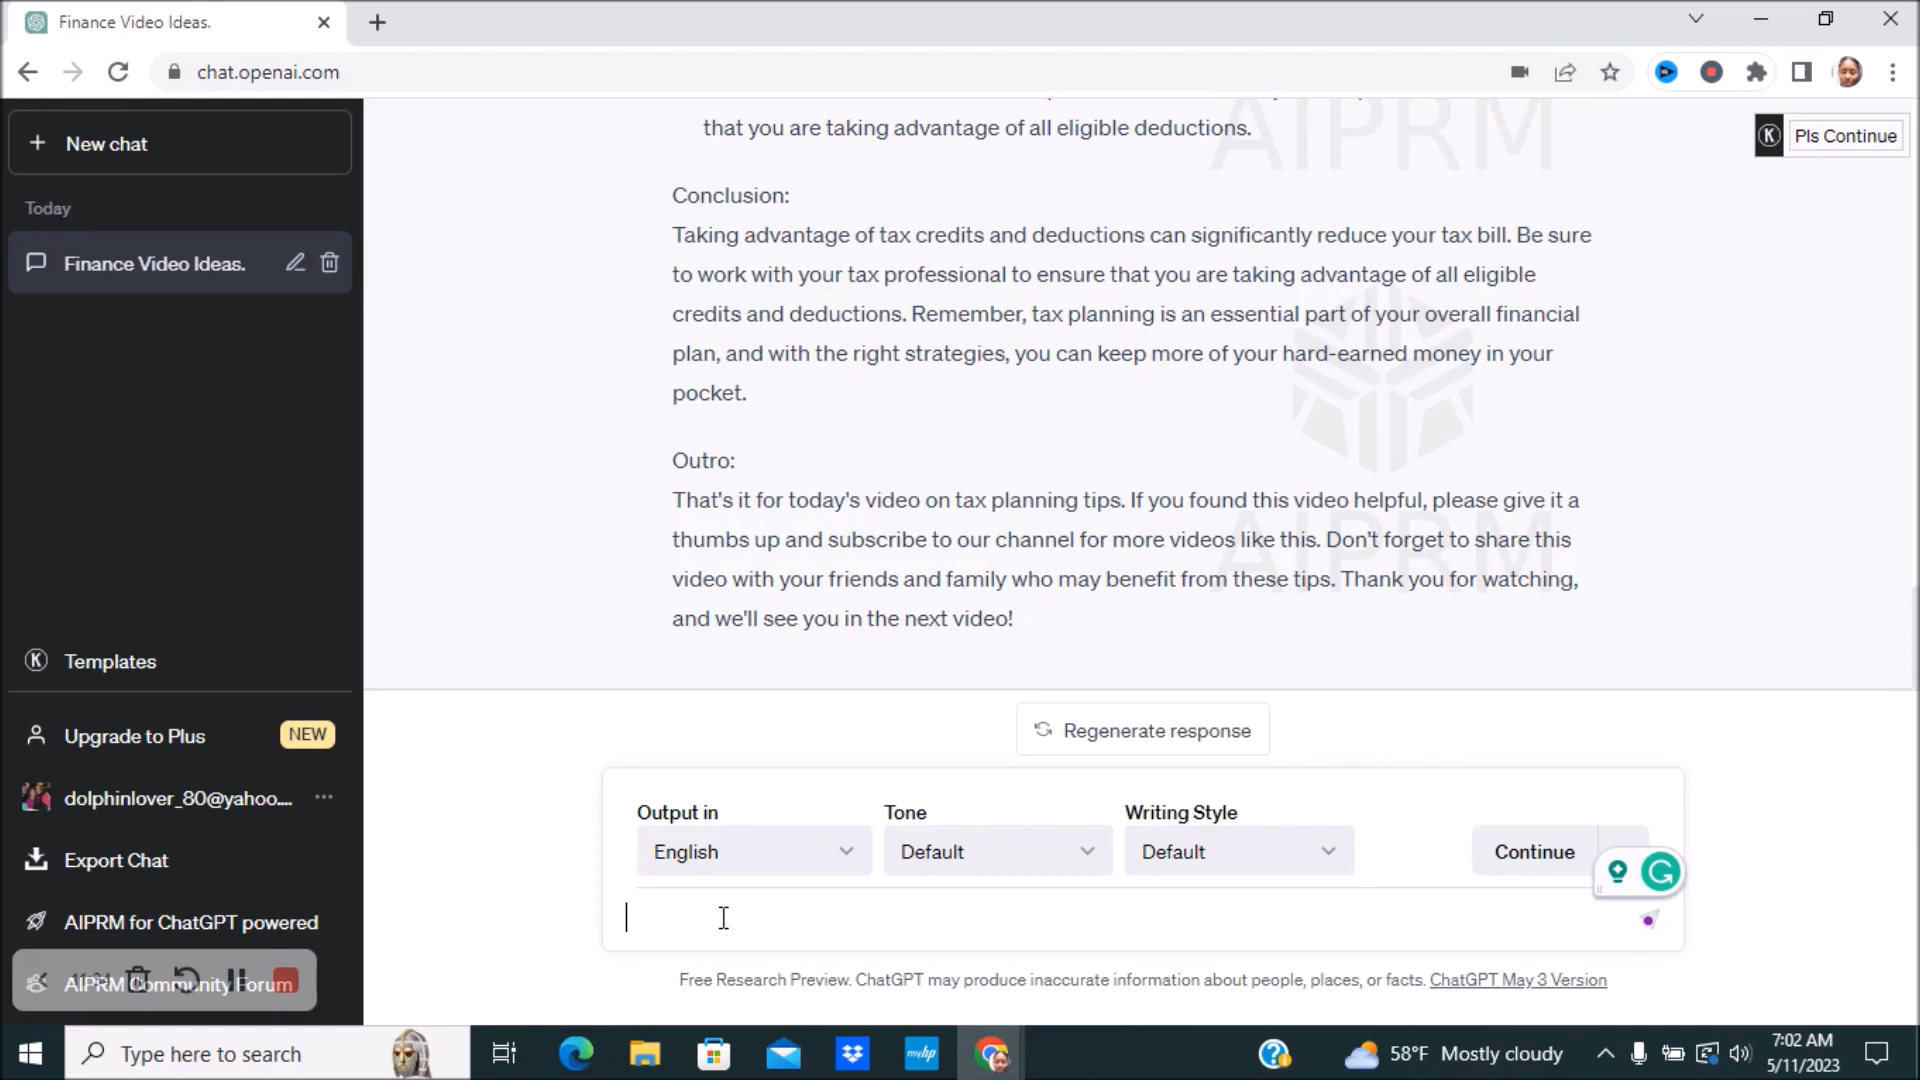 Finance Video Ideas.
chat.openai.com
New chat
Today
Finance Video Ideas.
Templates
Upgrade to Plus
NEW
dolphinlover_80@yahoo....
Export Chat
AIPRM for ChatGPT powered
AIPRM Community Forum
that you are taking advantage of all eligible deductions.
AIPRM
K
Pls Continue
Conclusion:
Taking advantage of tax credits and deductions can significantly reduce your tax bill. Be sure
to work with your tax professional to ensure that you are taking advantage of all eligible
credits and deductions. Remember, tax planning is an essential part of your overall financial
plan, and with the right strategies, you can keep more of your hard-earned money in your
pocket.
Outro:
That's it for today's video on tax planning tips. If you found this video helpful, please give it a
thumbs up and subscribe to our channel for more videos like this. Don't forget to share this
AIPRM
video with your friends and family who may benefit from these tips. Thank you for watching,
and we'll see you in the next video!
Regenerate response
Output in
Tone
Writing Style
English
Default
Default
Continue
Free Research Preview. ChatGPT may produce inaccurate information about people, places, or facts. ChatGPT May 3 Version
Type here to search
myhp
58°F Mostly cloudy
7:02 AM
5/11/2023